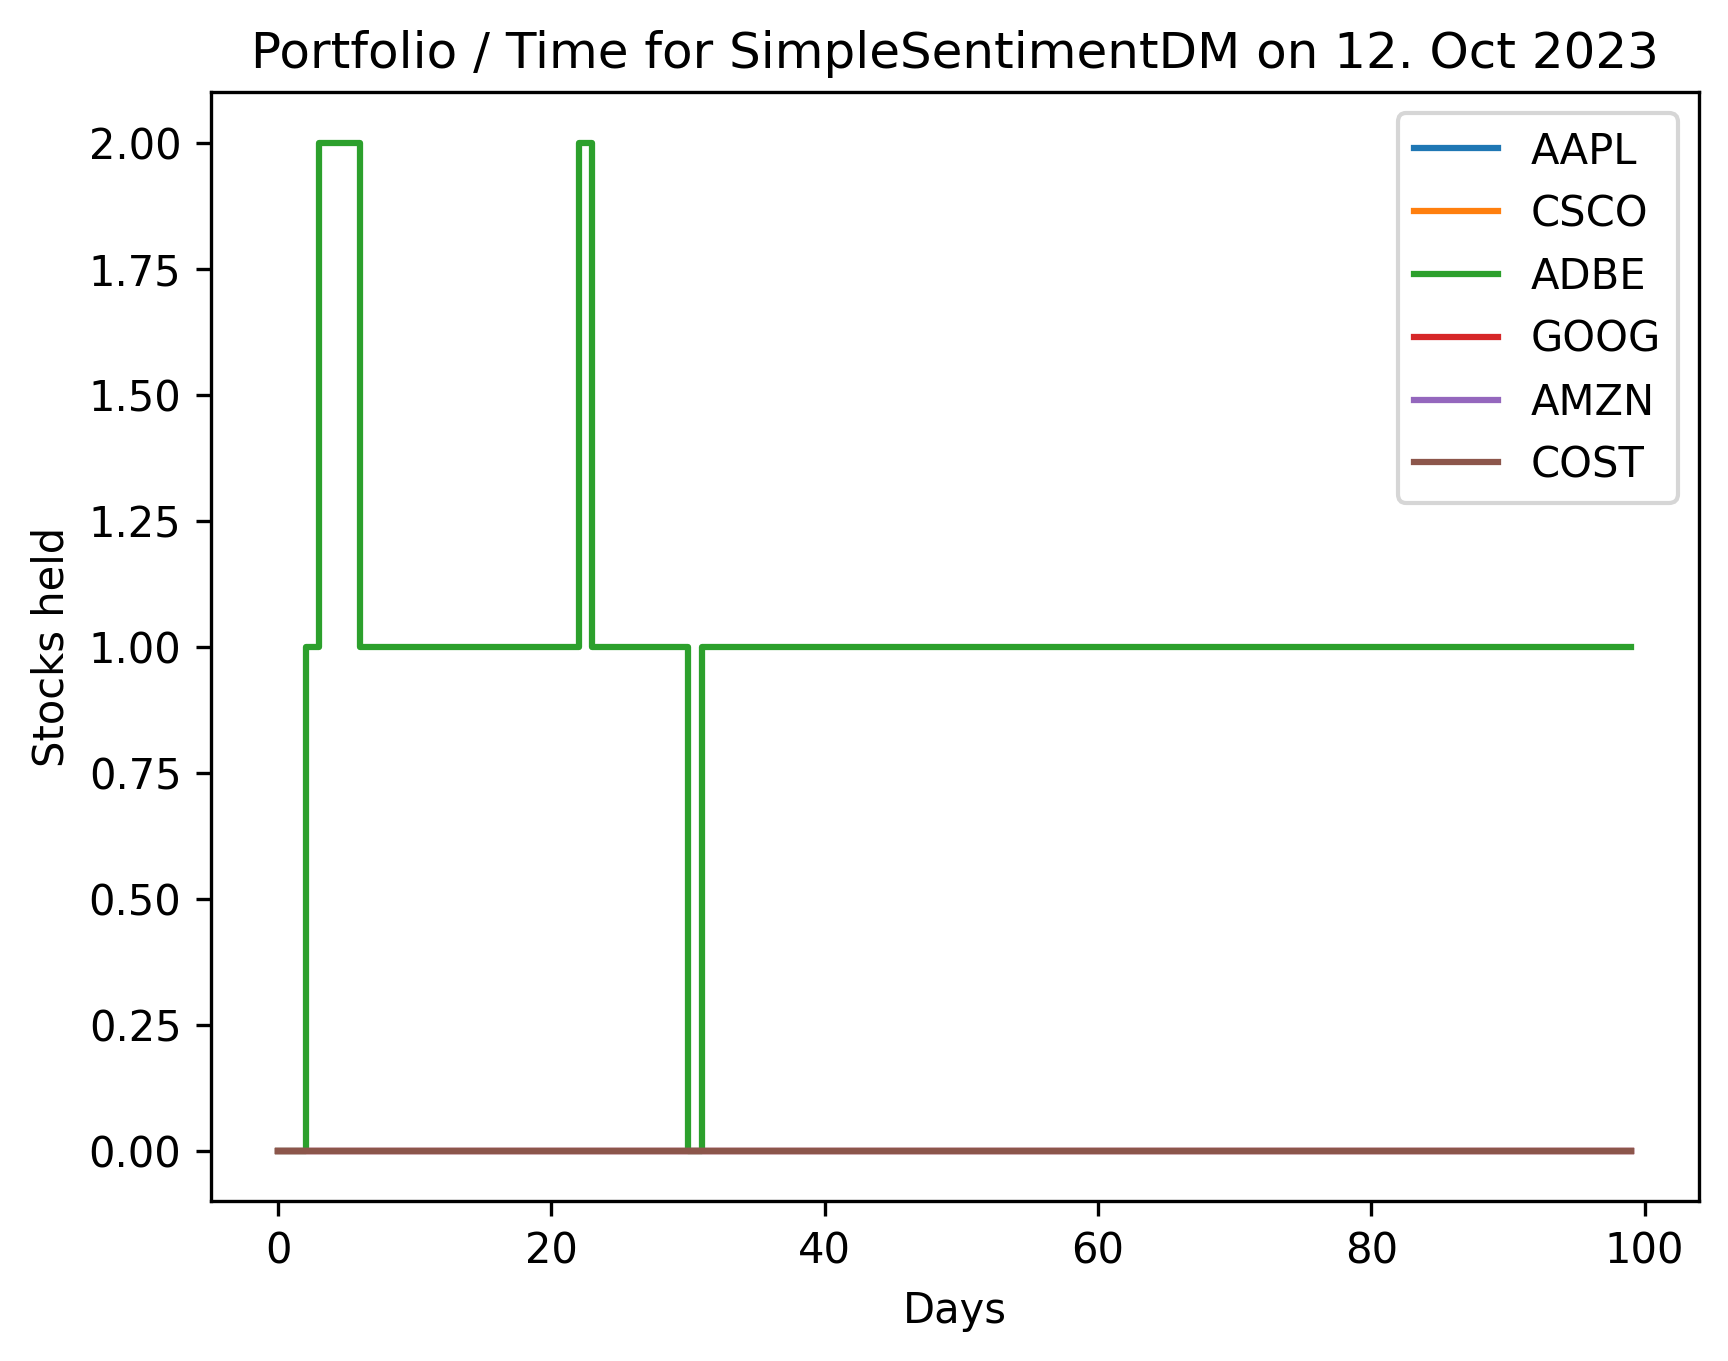 Portfolio / Time for SimpleSentimentDM on 12. Oct 2023
2.00
1.75
1.50
1.25
1.00
0.75
0.50
0.25
0.00
Stocks held
AAPL
CSCO
ADBE
GOOG
AMZN
COST
0 20 40 60 80 100
Days